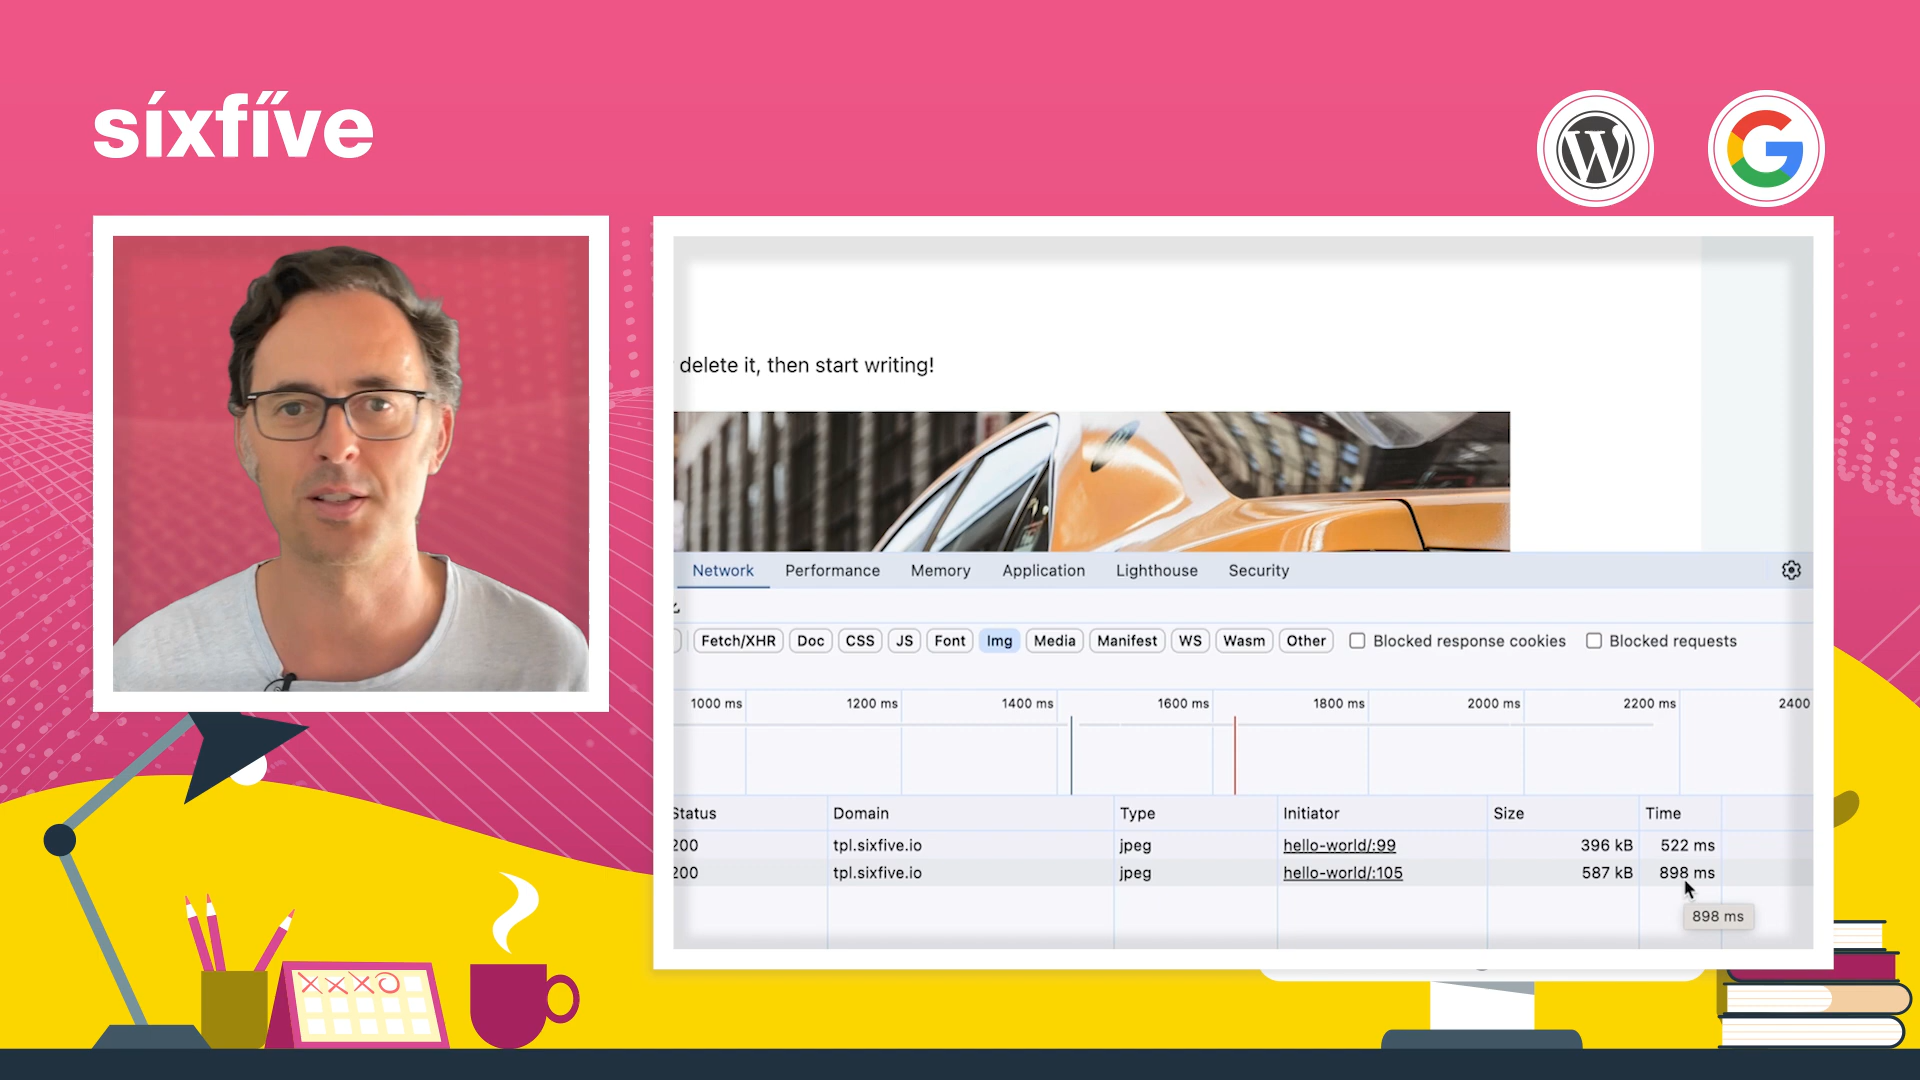 síxfíve
delete it, then start writing!
Network Performance Memory Application Lighthouse Security
Fetch/XHR Doc CSS JS Font Img Media Manifest WS Wasm Other Blocked response cookies Blocked requests
1000 ms 1200 ms 1400 ms 1600 ms 1800 ms 2000 ms 2200 ms 2400
Status Domain Type Initiator Size Time
200 tpl.sixfive.io jpeg hello-world/:99 396 kB 522 ms
200 tpl.sixfive.io jpeg hello-world/:105 587 kB 898 ms
898 ms